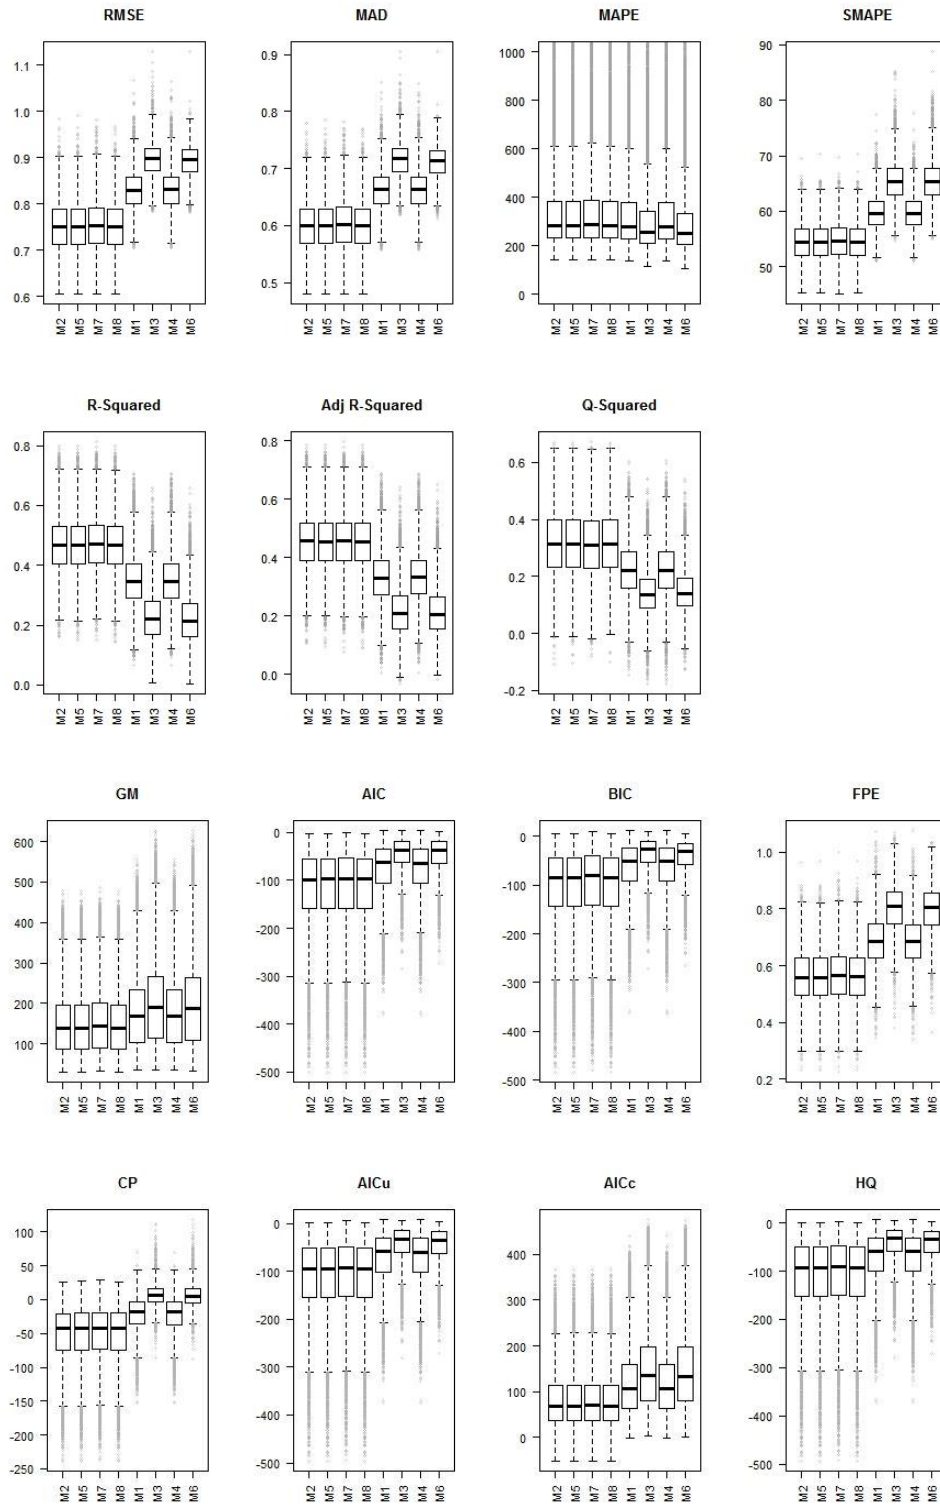 RMSE MAD MAPE SMAPE
1.1 1.0 0.9 0.8 0.7 0.6
0.9 0.8 0.7 0.6 0.5
1000 800 600 400 200 0
90 80 70 60 50
M2 M5 M7 M8 M1 M3 M4 M6
M2 M5 M7 M8 M1 M3 M4 M6
M2 M5 M7 M8 M1 M3 M4 M6
M2 M5 M7 M8 M1 M3 M4 M6
R-Squared Adj R-Squared Q-Squared
0.8 0.6 0.4 0.2 0.0
0.8 0.6 0.4 0.2 0.0
0.6 0.4 0.2 0.0 -0.2
M2 M5 M7 M8 M1 M3 M4 M6
M2 M5 M7 M8 M1 M3 M4 M6
M2 M5 M7 M8 M1 M3 M4 M6
GM AIC BIC FPE
600 500 400 300 200 100
0 -100 -200 -300 -400 -500
0 -100 -200 -300 -400 -500
1.0 0.8 0.6 0.4 0.2
M2 M5 M7 M8 M1 M3 M4 M6
M2 M5 M7 M8 M1 M3 M4 M6
M2 M5 M7 M8 M1 M3 M4 M6
M2 M5 M7 M8 M1 M3 M4 M6
CP AICu AICc HQ
100 50 0 -50 -100 -150 -200 -250
0 -100 -200 -300 -400 -500
400 300 200 100 0
0 -100 -200 -300 -400 -500
M2 M5 M7 M8 M1 M3 M4 M6
M2 M5 M7 M8 M1 M3 M4 M6
M2 M5 M7 M8 M1 M3 M4 M6
M2 M5 M7 M8 M1 M3 M4 M6